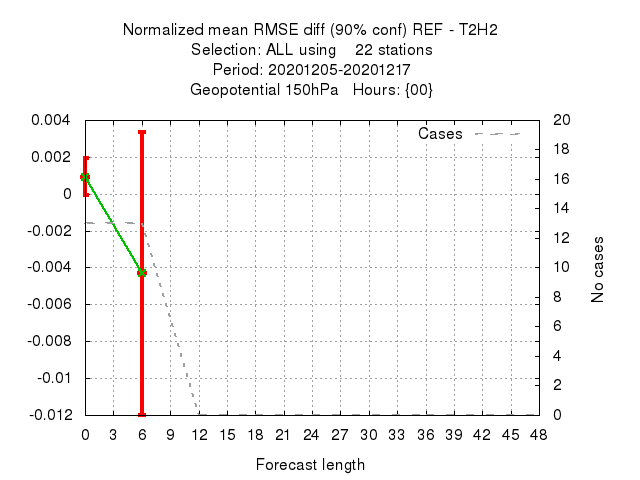 Normalized mean RMSE diff (90% conf) REF - T2H2
Selection: ALL using    22 stations
Period: 20201205-20201217
Geopotential 150hPa   Hours: {00}
Cases
0.004
0.002
0
-0.002
-0.004
-0.006
-0.008
-0.01
-0.012
20
18
16
14
12
10
8
6
4
2
0
No cases
0 3 6 9 12 15 18 21 24 27 30 33 36 39 42 45 48
Forecast length